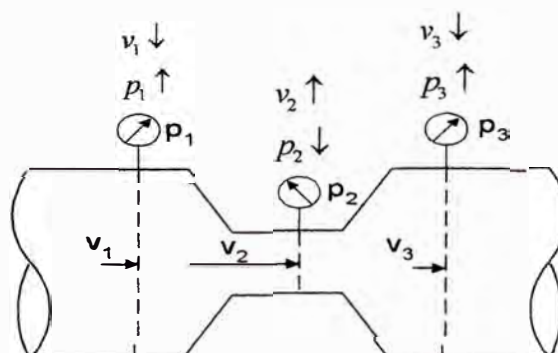 v₁ ↓
p₁ ↑
p₁
v₂ ↑
p₂ ↓
p₂
v₃ ↓
p₃ ↑
p₃
v₁
v₂
v₃